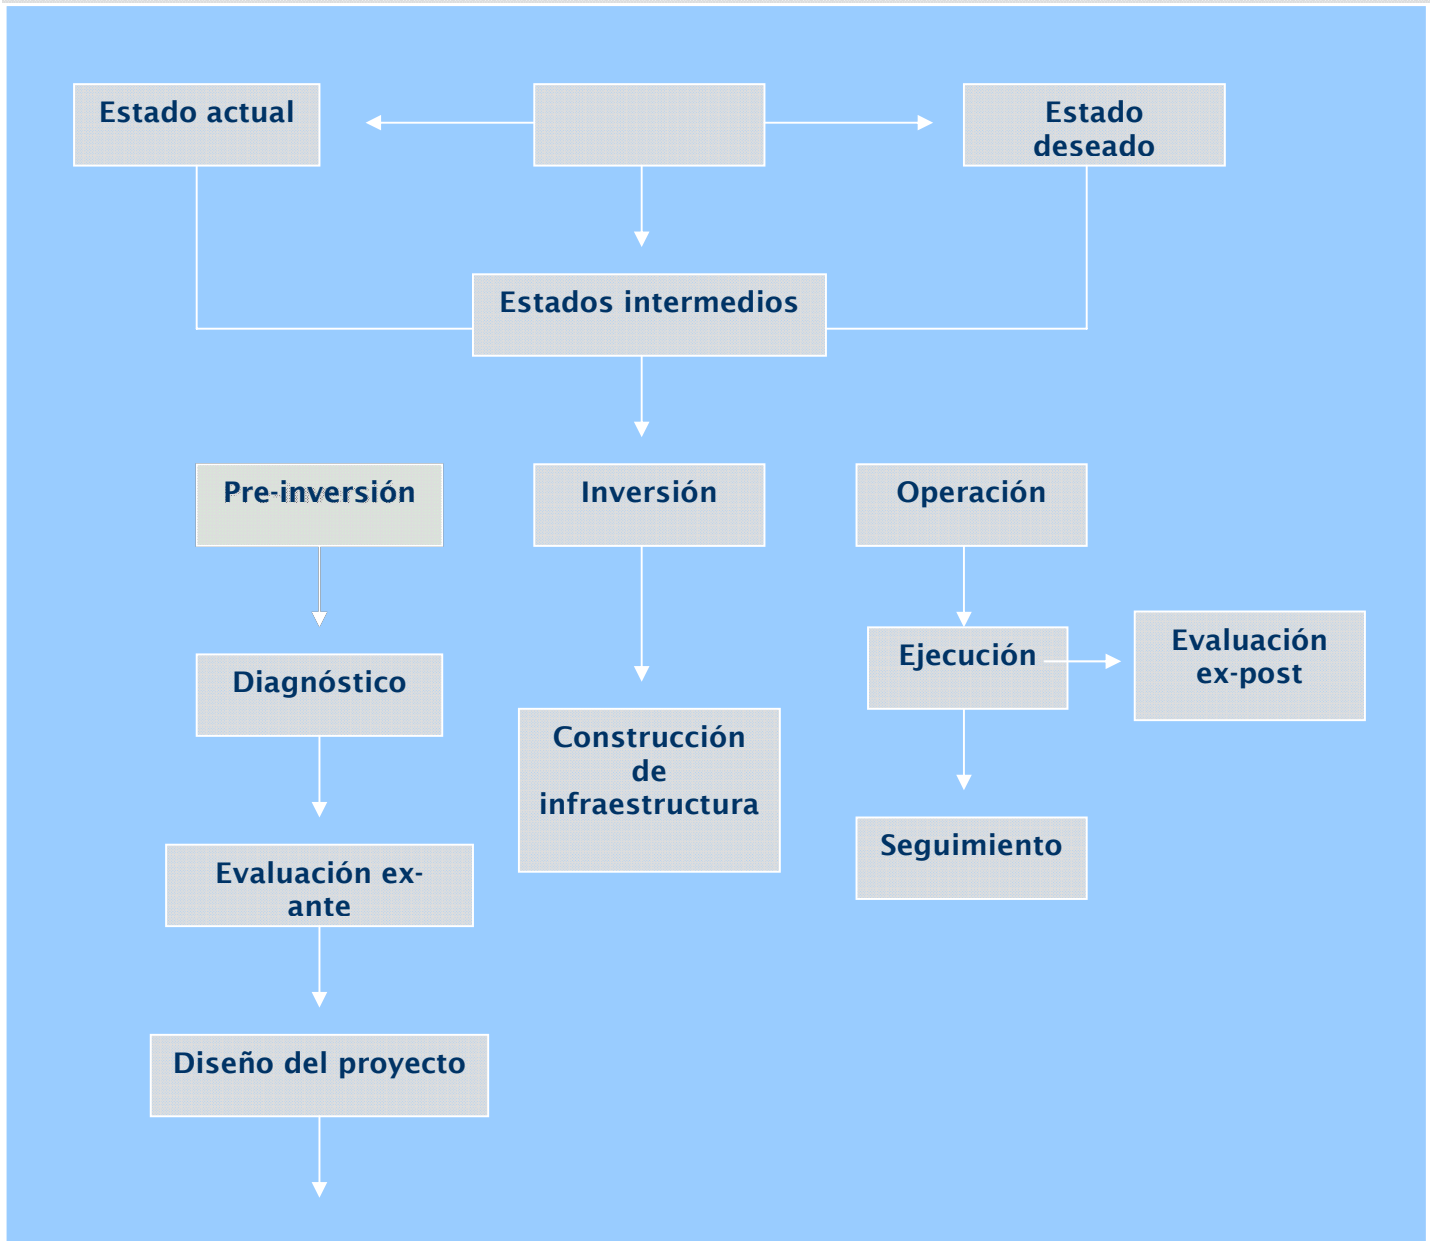 Estado actual
Estado
deseado
Estados intermedios
Pre-inversión
Inversión
Operación
Diagnóstico
Ejecución
Evaluación
ex-post
Construcción
de
infraestructura
Evaluación ex-
ante
Seguimiento
Diseño del proyecto